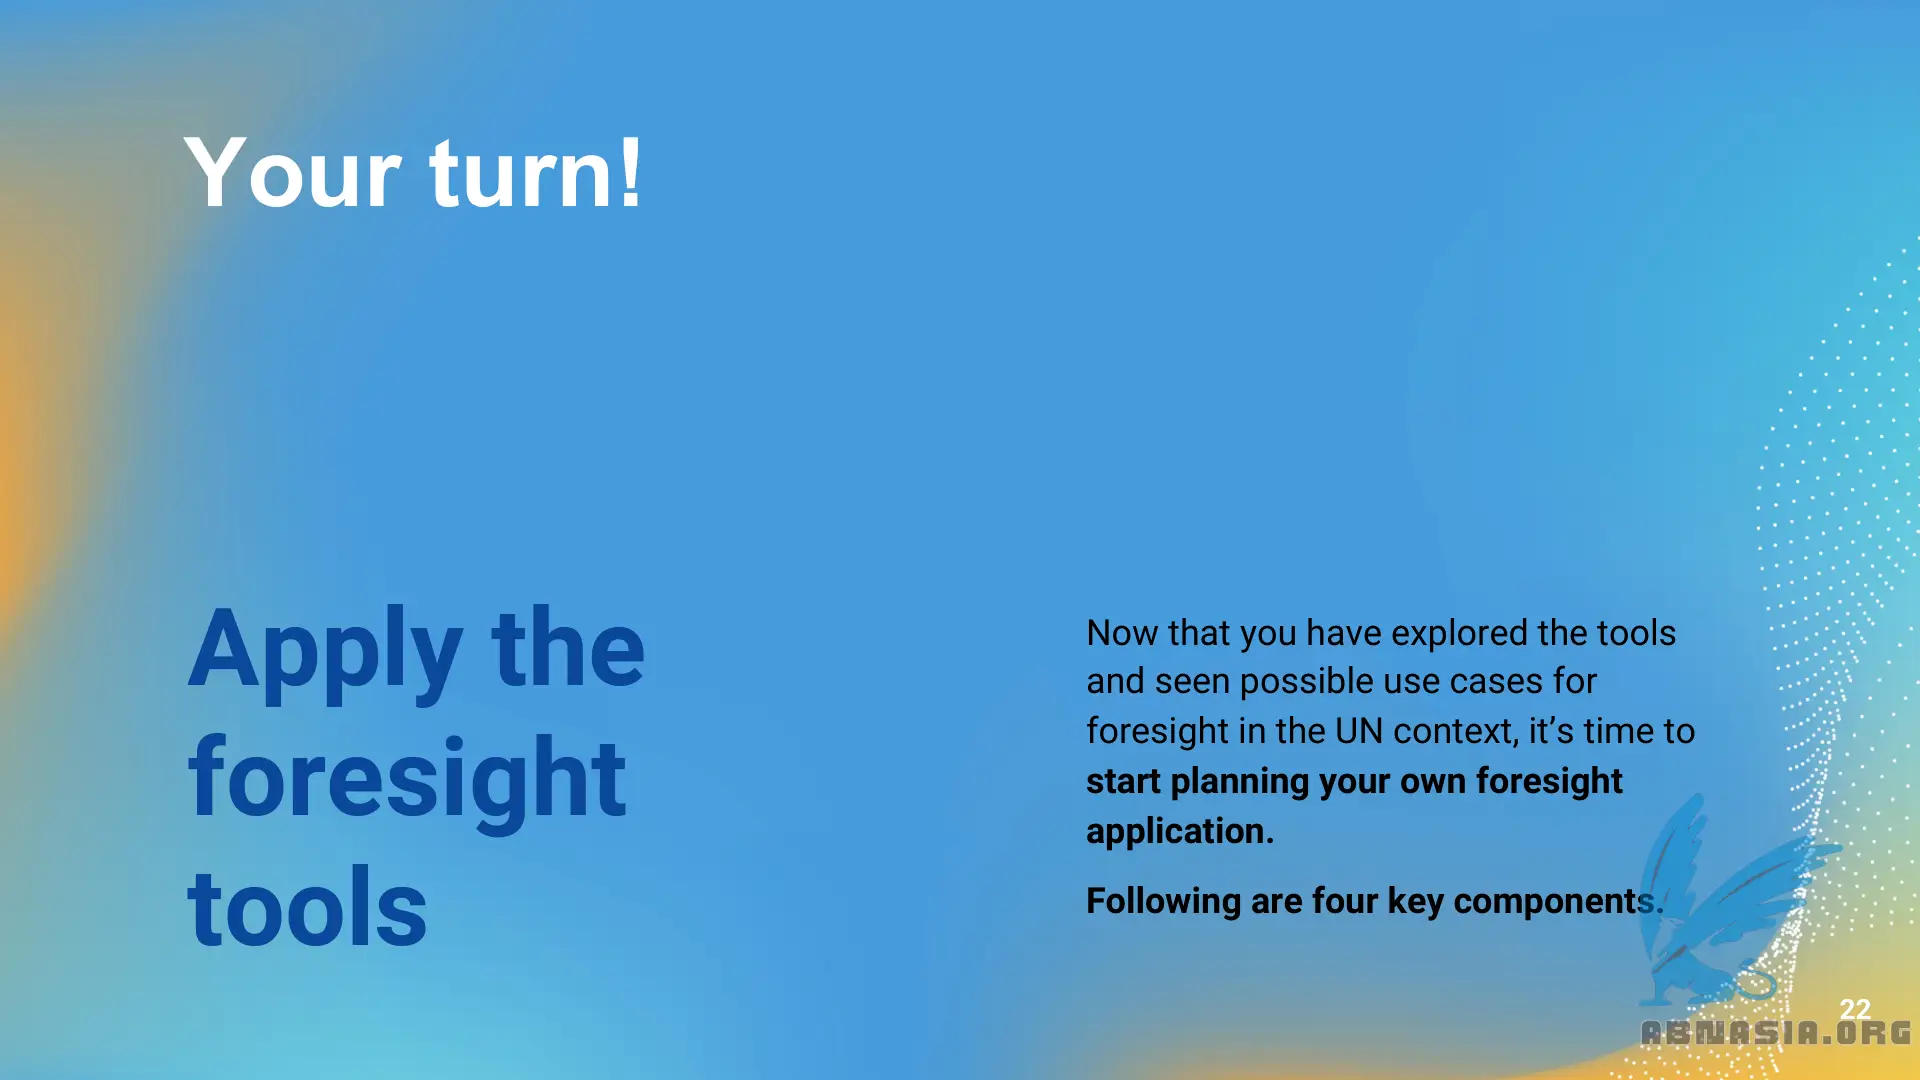 Your turn!
Apply the
foresight
tools
Now that you have explored the tools
and seen possible use cases for
foresight in the UN context, it’s time to
start planning your own foresight
application.
Following are four key components.
22
ABNASIA.ORG